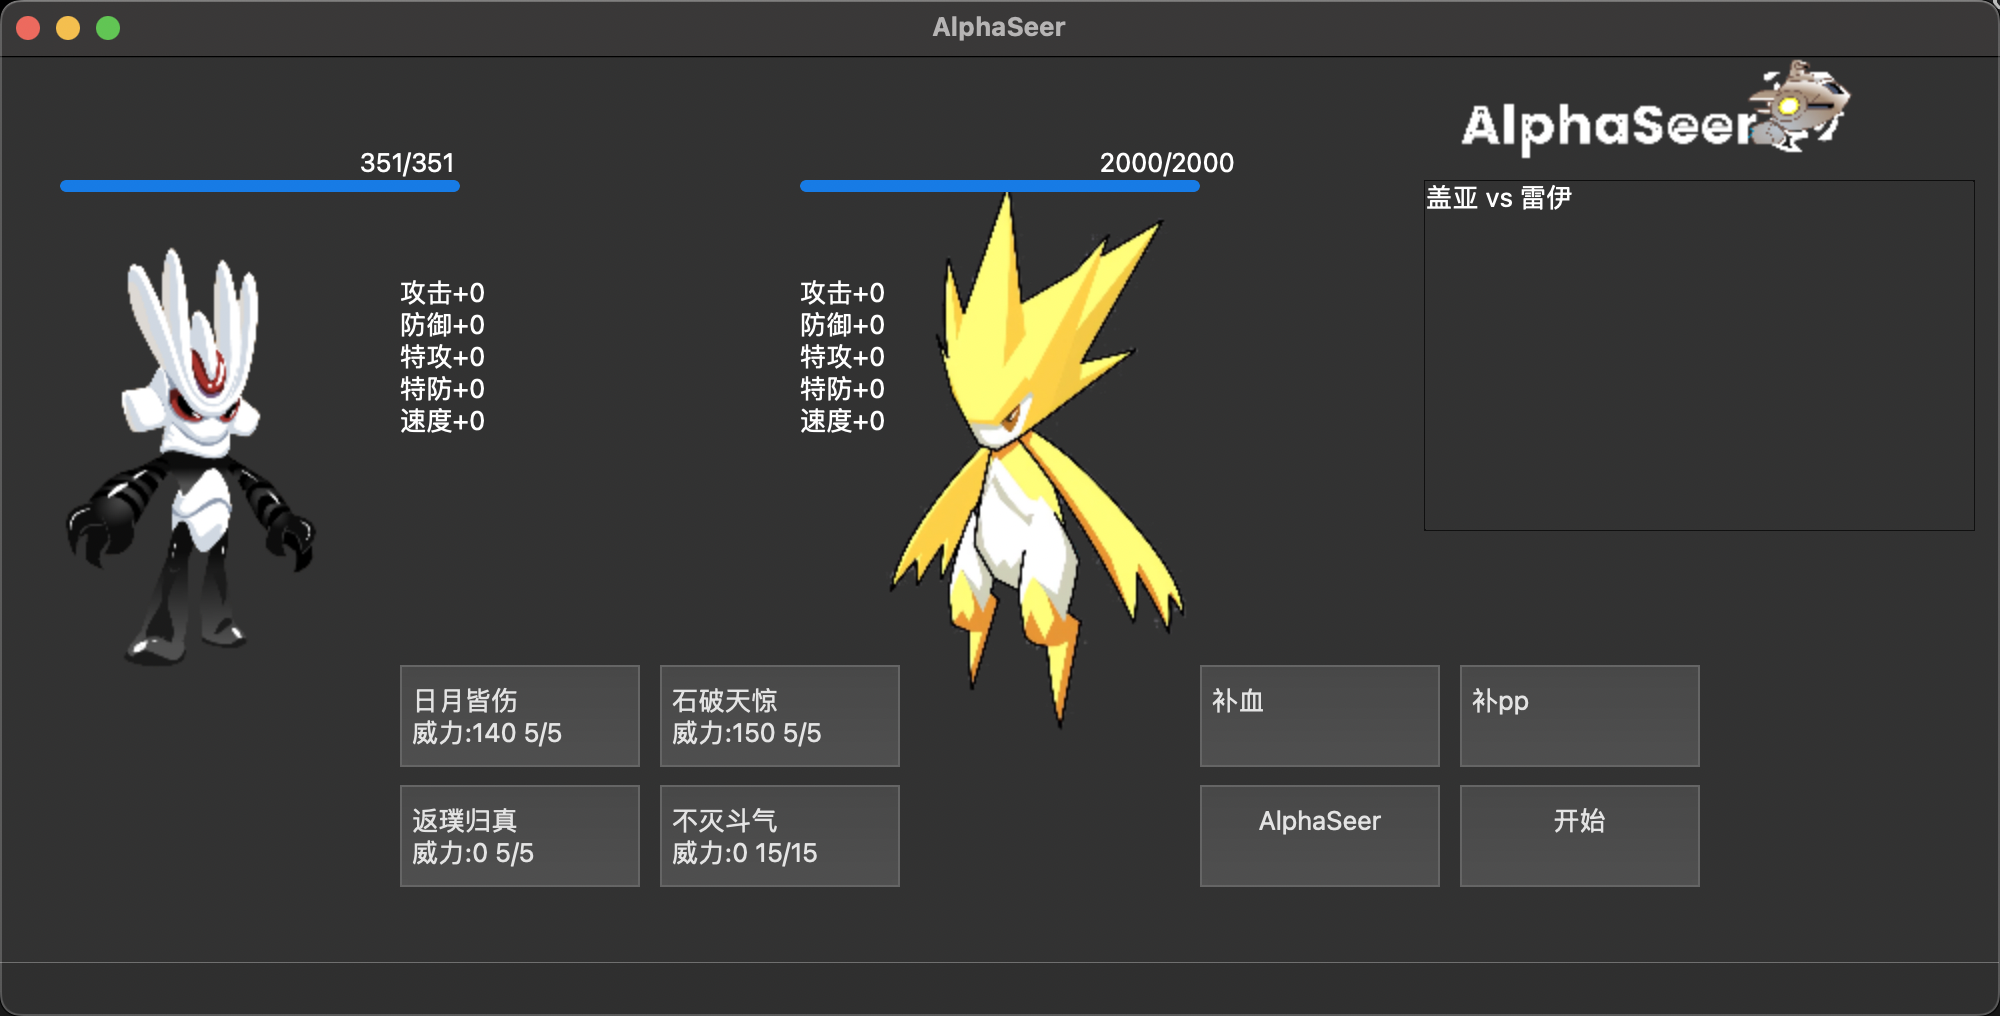 AlphaSeer
AlphaSeer
351/351
2000/2000
盖亚 vs 雷伊
攻击+0
防御+0
特攻+0
特防+0
速度+0
攻击+0
防御+0
特攻+0
特防+0
速度+0
日月皆伤
威力:140 5/5
石破天惊
威力:150 5/5
补血
补pp
返璞归真
威力:0 5/5
不灭斗气
威力:0 15/15
AlphaSeer
开始